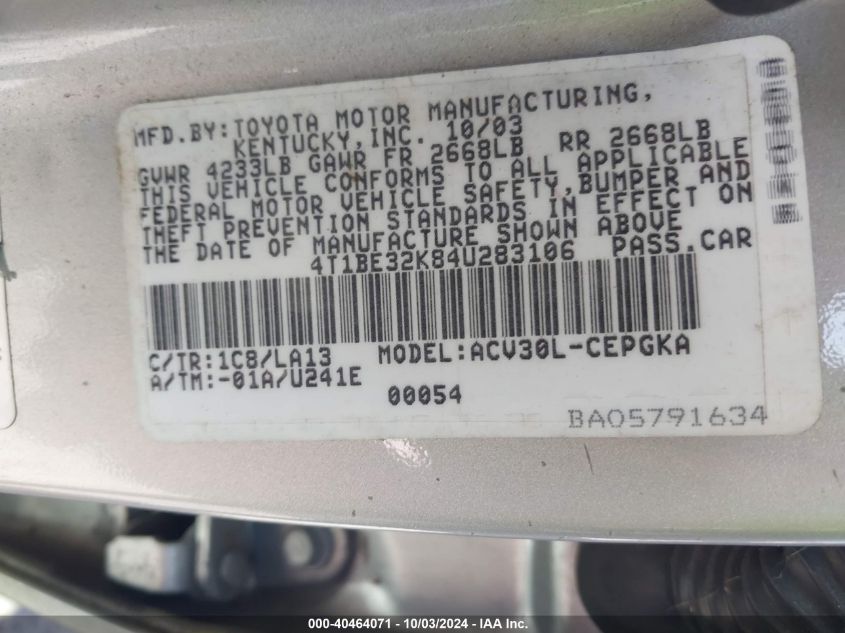 MFD.BY:TOYOTA MOTOR MANUFACTURING,
KENTUCKY,INC. 10/03
GVWR 4233LB GAWR FR 2668LB RR 2668LB
THIS VEHICLE CONFORMS TO ALL APPLICABLE
FEDERAL MOTOR VEHICLE SAFETY,BUMPER AND
THEFT PREVENTION STANDARDS IN EFFECT ON
THE DATE OF MANUFACTURE SHOWN ABOVE
4T1BE32K84U283106 PASS.CAR
C/TR:1C8/LA13 MODEL:ACV30L-CEPGKA
A/TM:-01A/U241E
00054
BA05791634
000-40464071 - 10/03/2024 - IAA Inc.